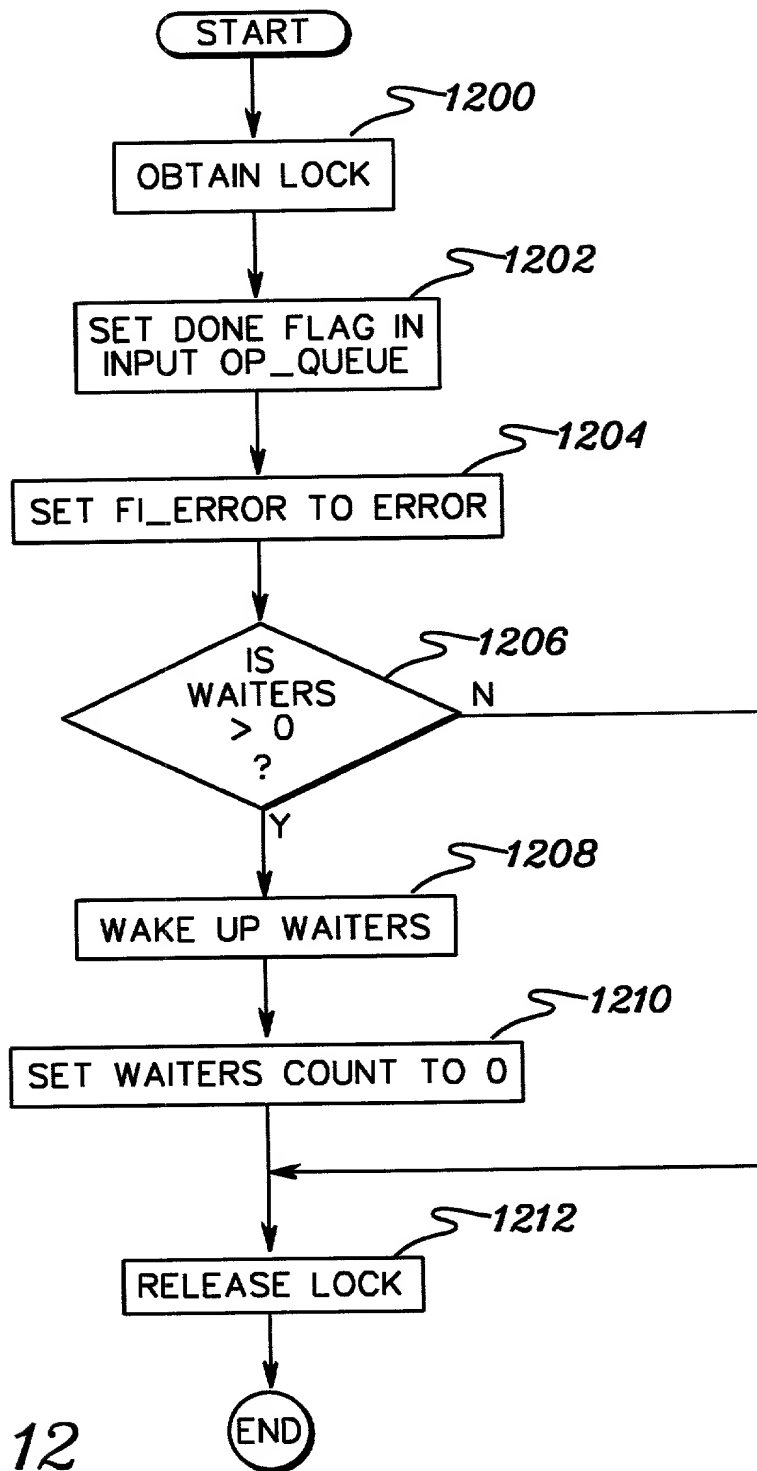 START
1200
OBTAIN LOCK
1202
SET DONE FLAG IN
INPUT OP_QUEUE
1204
SET FI_ERROR TO ERROR
1206
IS
WAITERS
> 0
?
N
Y
1208
WAKE UP WAITERS
1210
SET WAITERS COUNT TO 0
1212
RELEASE LOCK
END
12